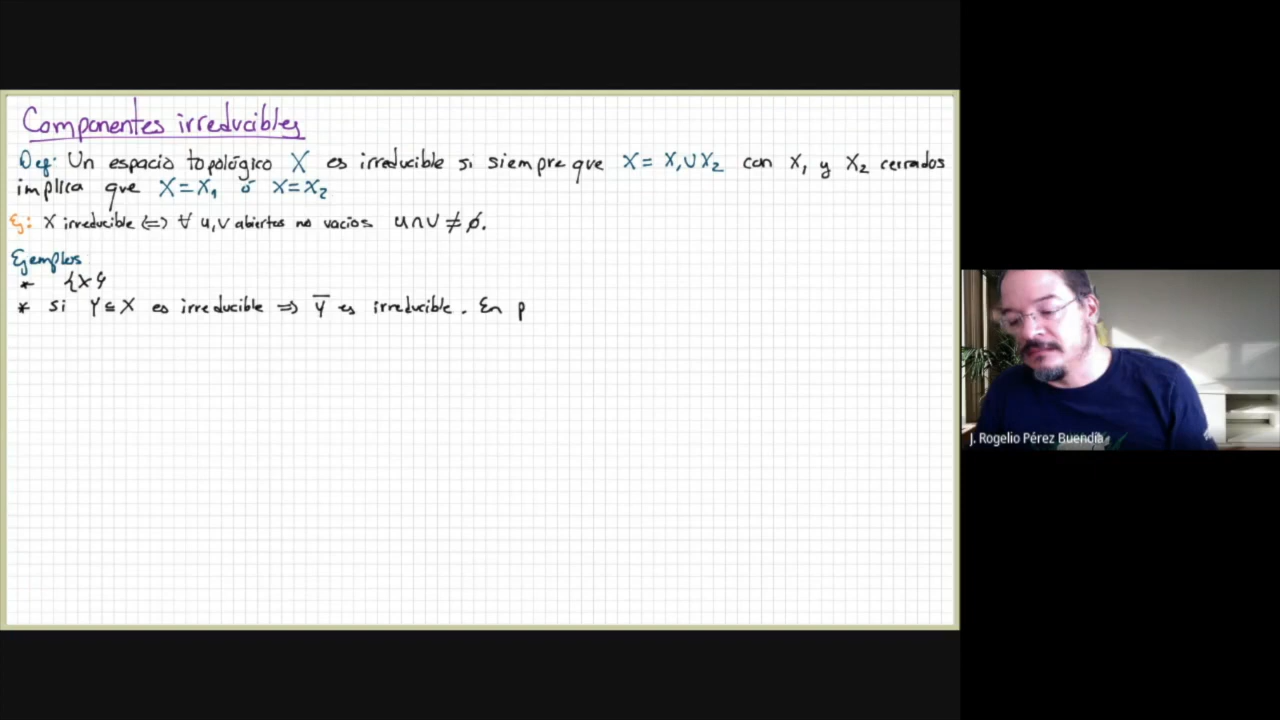 Componentes irreducibles
Def: Un espacio topológico X es irreducible si siempre que X = X₁ ∪ X₂ con X₁ y X₂ cerrados
implica que X = X₁ ó X = X₂
Ej: X irreducible ⟺ ∀ u, v abiertos no vacios u ∩ v ≠ ∅.
Ejemplos
* {x}
* Si Y ⊆ X es irreducible ⟹ Y̅ es irreducible. En p
J. Rogelio Pérez Buendía